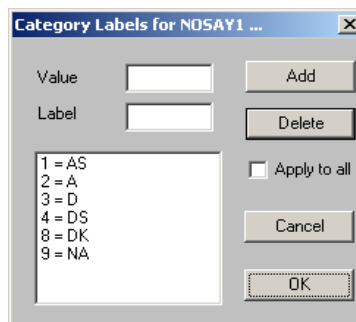 Category Labels for NOSAY1 ...
Value
Add
Label
Delete
1 = AS
2 = A
3 = D
4 = DS
8 = DK
9 = NA
Apply to all
Cancel
OK